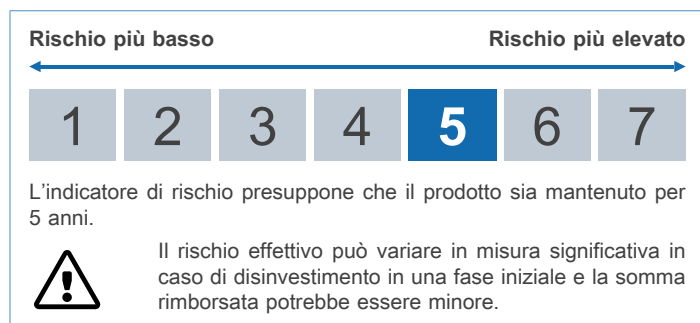 Rischio più basso Rischio più elevato
1 2 3 4 5 6 7
L'indicatore di rischio presuppone che il prodotto sia mantenuto per
5 anni.
Il rischio effettivo può variare in misura significativa in
caso di disinvestimento in una fase iniziale e la somma
rimborsata potrebbe essere minore.